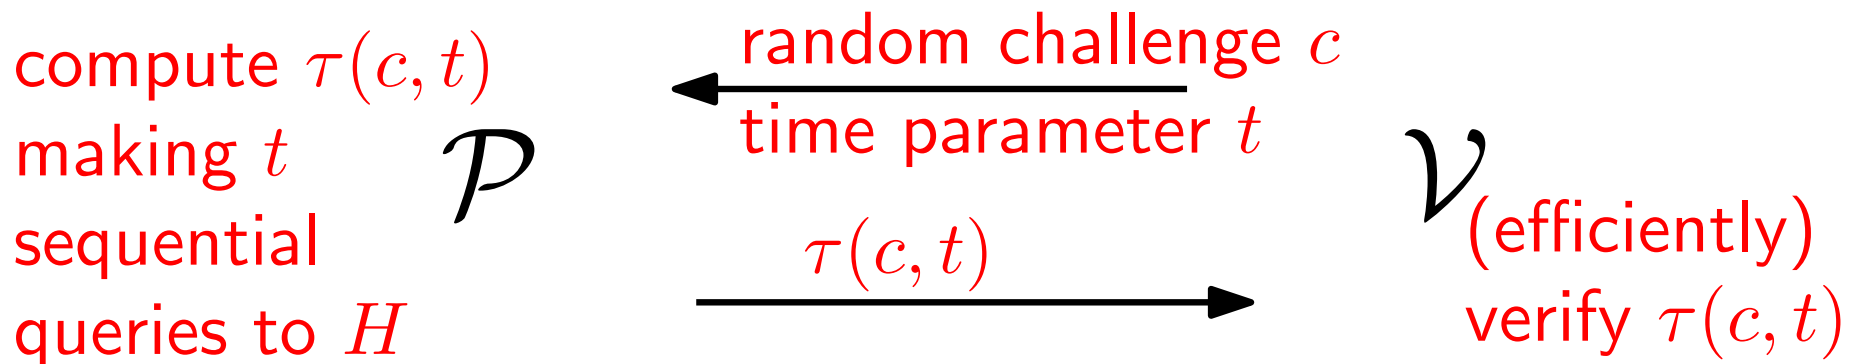 compute τ(c, t)
making t
sequential
queries to H
𝒫
random challenge c
time parameter t
τ(c, t)
𝒱
(efficiently)
verify τ(c, t)